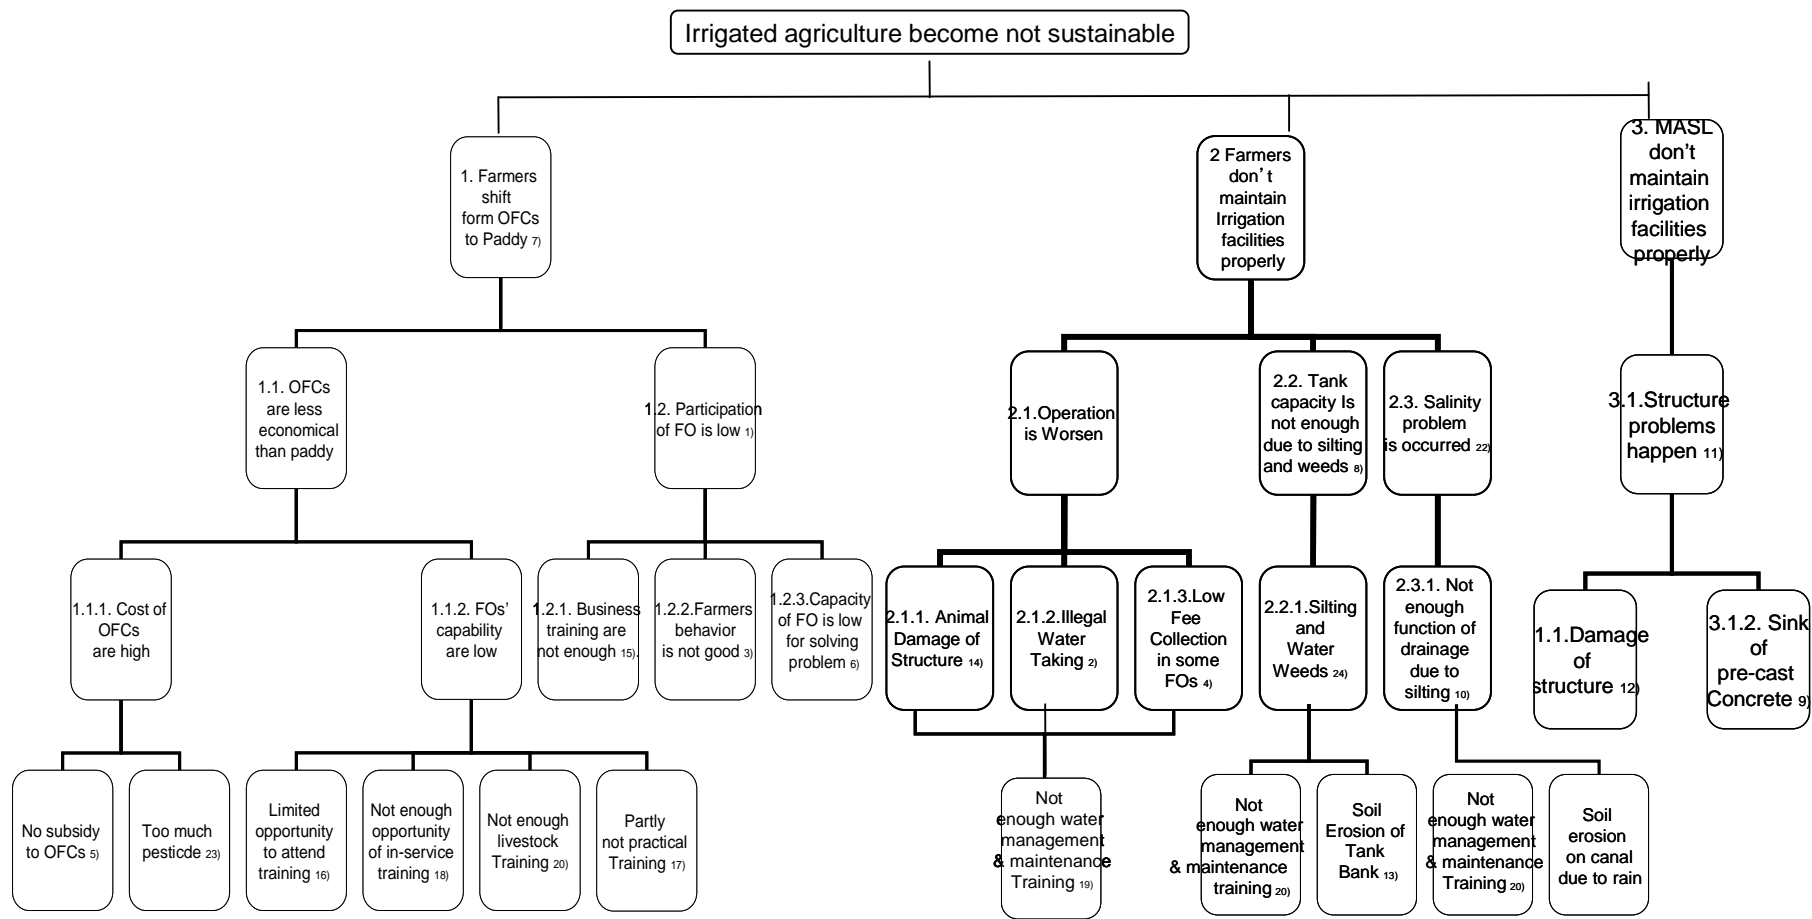 Irrigated agriculture become not sustainable
1. Farmers
shift
form OFCs
to Paddy 7)
2 Farmers
don't
maintain
Irrigation
facilities
properly
3. MASL
don't
maintain
irrigation
facilities
properly
1.1. OFCs
are less
economical
than paddy
1.2. Participation
of FO is low 1)
2.1.Operation
is Worsen
2.2. Tank
capacity Is
not enough
due to silting
and weeds 8)
2.3. Salinity
problem
is occurred 22)
3.1.Structure
problems
happen 11)
1.1.1. Cost of
OFCs
are high
1.1.2. FOs'
capability
are low
1.2.1. Business
training are
not enough 15).
1.2.2.Farmers
behavior
is not good 3)
1.2.3.Capacity
of FO is low
for solving
problem 6)
2.1.1. Animal
Damage of
Structure 14)
2.1.2.Illegal
Water
Taking 2)
2.1.3.Low
Fee
Collection
in some
FOs 4)
2.2.1.Silting
and
Water
Weeds 24)
2.3.1. Not
enough
function of
drainage
due to
silting 10)
1.1.Damage
of
structure 12)
3.1.2. Sink
of
pre-cast
Concrete 9)
No subsidy
to OFCs 5)
Too much
pesticde 23)
Limited
opportunity
to attend
training 16)
Not enough
opportunity
of in-service
training 18)
Not enough
livestock
Training 20)
Partly
not practical
Training 17)
Not
enough water
management
& maintenance
Training 19)
Not
enough water
management
& maintenance
training 20)
Soil
Erosion of
Tank
Bank 13)
Not
enough water
management
& maintenance
Training 20)
Soil
erosion
on canal
due to rain